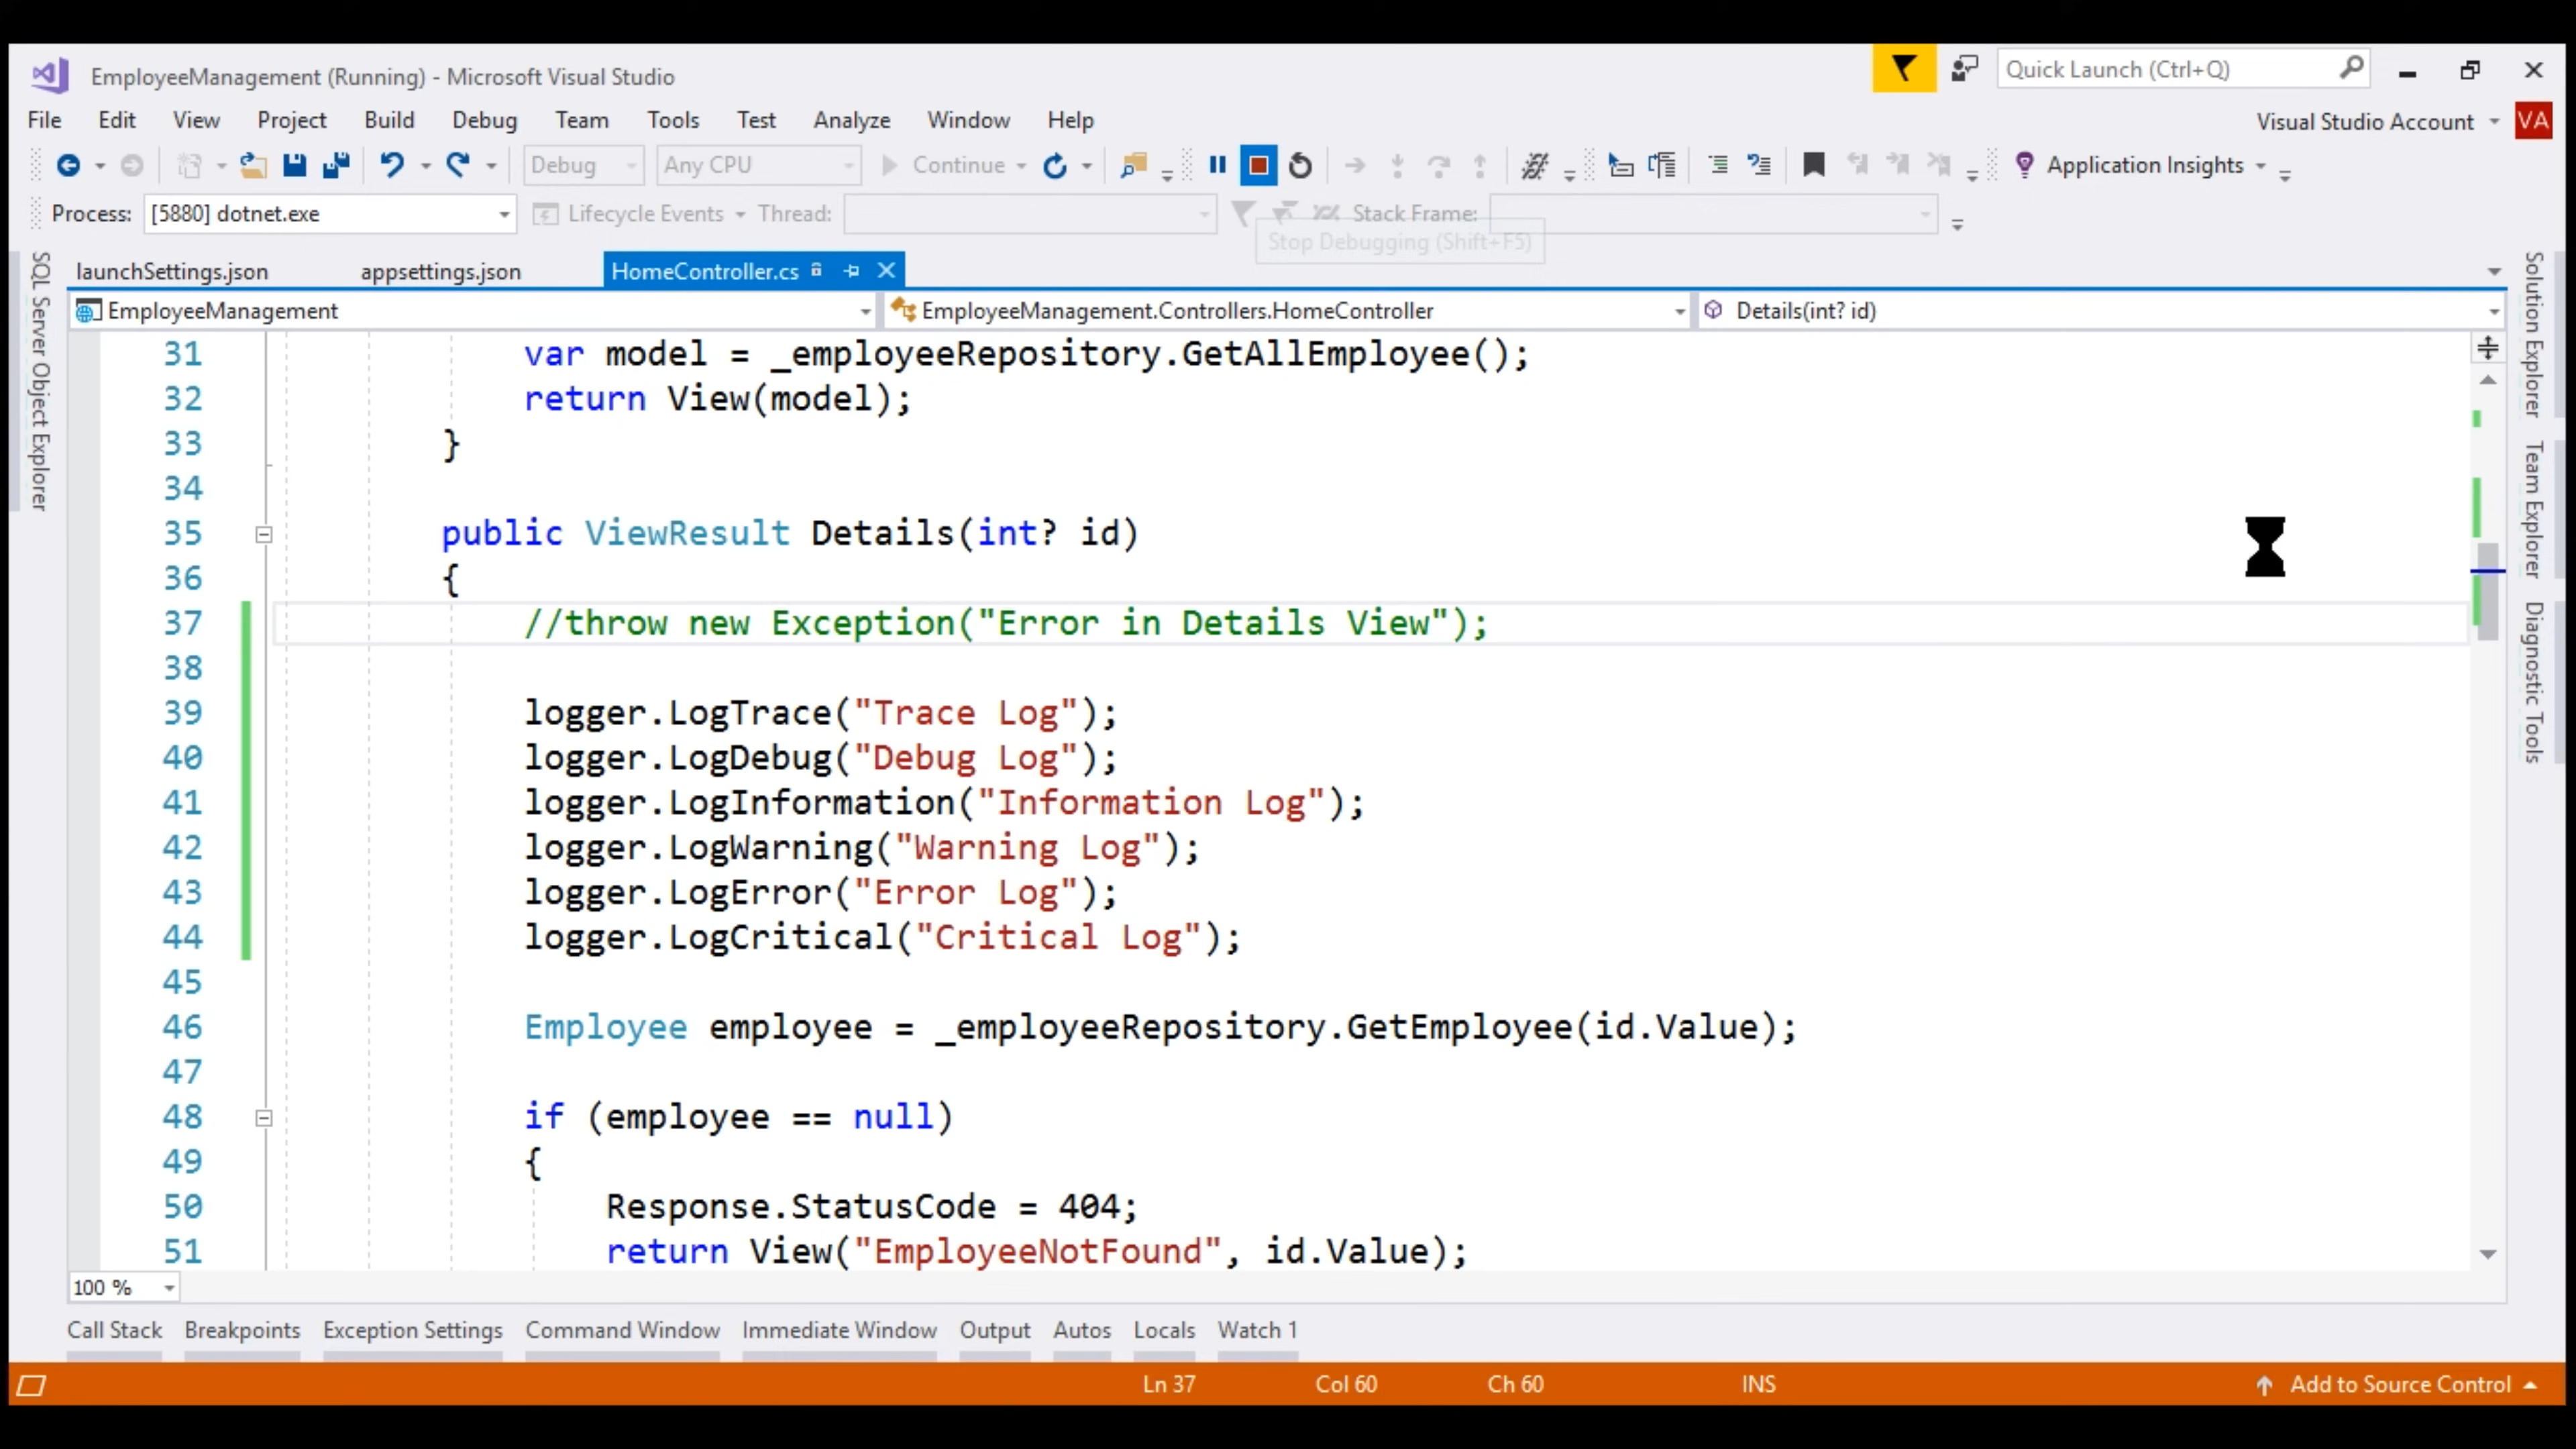 EmployeeManagement (Running) - Microsoft Visual Studio
Quick Launch (Ctrl+Q)
File Edit View Project Build Debug Team Tools Test Analyze Window Help
Visual Studio Account VA
Debug Any CPU Continue Application Insights
Process: [5880] dotnet.exe Lifecycle Events Thread: Stack Frame:
Stop Debugging (Shift+F5)
launchSettings.json appsettings.json HomeController.cs
EmployeeManagement EmployeeManagement.Controllers.HomeController Details(int? id)
SQL Server Object Explorer
31 var model = _employeeRepository.GetAllEmployee();
32 return View(model);
33 }
34
35 public ViewResult Details(int? id)
36 {
37 //throw new Exception("Error in Details View");
38
39 logger.LogTrace("Trace Log");
40 logger.LogDebug("Debug Log");
41 logger.LogInformation("Information Log");
42 logger.LogWarning("Warning Log");
43 logger.LogError("Error Log");
44 logger.LogCritical("Critical Log");
45
46 Employee employee = _employeeRepository.GetEmployee(id.Value);
47
48 if (employee == null)
49 {
50 Response.StatusCode = 404;
51 return View("EmployeeNotFound", id.Value);
Solution Explorer
Team Explorer
Diagnostic Tools
100 %
Call Stack Breakpoints Exception Settings Command Window Immediate Window Output Autos Locals Watch 1
Ln 37 Col 60 Ch 60 INS Add to Source Control